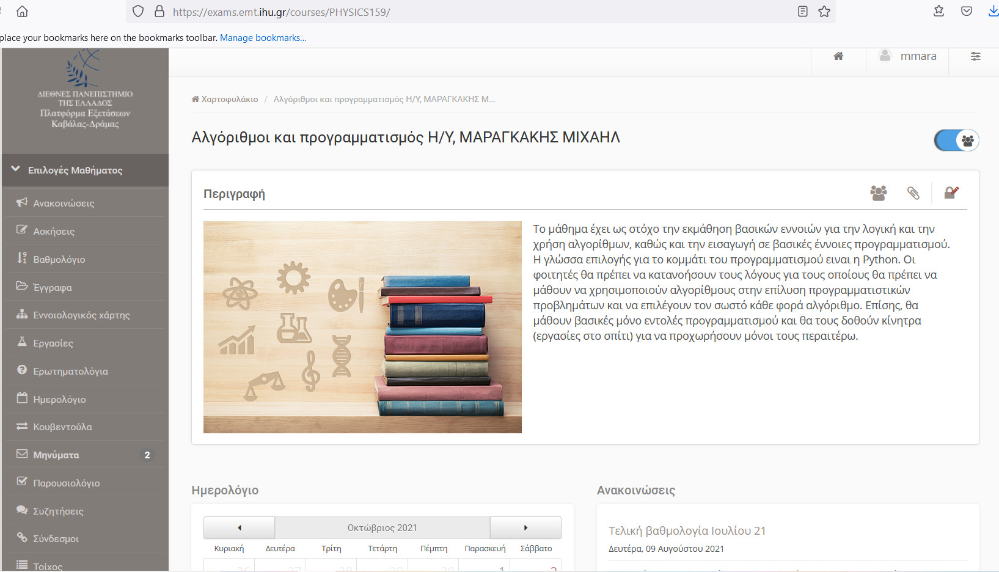 https://exams.emt.ihu.gr/courses/PHYSICS159/
place your bookmarks here on the bookmarks toolbar. Manage bookmarks...
ΔΙΕΘΝΕΣ ΠΑΝΕΠΙΣΤΗΜΙΟ
ΤΗΣ ΕΛΛΑΔΟΣ
Πλατφόρμα Εξετάσεων
Καβάλας-Δράμας
mmara
Χαρτοφυλάκιο / Αλγόριθμοι και προγραμματισμός Η/Υ, ΜΑΡΑΓΚΑΚΗΣ Μ...
Αλγόριθμοι και προγραμματισμός Η/Υ, ΜΑΡΑΓΚΑΚΗΣ ΜΙΧΑΗΛ
Επιλογές Μαθήματος
Ανακοινώσεις
Ασκήσεις
Βαθμολόγιο
Έγγραφα
Εννοιολογικός χάρτης
Εργασίες
Ερωτηματολόγια
Ημερολόγιο
Κουβεντούλα
Μηνύματα 2
Παρουσιολόγιο
Συζητήσεις
Σύνδεσμοι
Τοίχος
Περιγραφή
Το μάθημα έχει ως στόχο την εκμάθηση βασικών εννοιών για την λογική και την
χρήση αλγορίθμων, καθώς και την εισαγωγή σε βασικές έννοιες προγραμματισμού.
Η γλώσσα επιλογής για το κομμάτι του προγραμματισμού ειναι η Python. Οι
φοιτητές θα πρέπει να κατανοήσουν τους λόγους για τους οποίους θα πρέπει να
μάθουν να χρησιμοποιούν αλγορίθμους στην επίλυση προγραμματιστικών
προβλημάτων και να επιλέγουν τον σωστό κάθε φορά αλγόριθμο. Επίσης, θα
μάθουν βασικές μόνο εντολές προγραμματισμού και θα τους δοθούν κίνητρα
(εργασίες στο σπίτι) για να προχωρήσουν μόνοι τους περαιτέρω.
Ημερολόγιο
Οκτώβριος 2021
Κυριακή Δευτέρα Τρίτη Τετάρτη Πέμπτη Παρασκευή Σάββατο
26 27 28 29 30 1 2
Ανακοινώσεις
Τελική βαθμολογία Ιουλίου 21
Δευτέρα, 09 Αυγούστου 2021